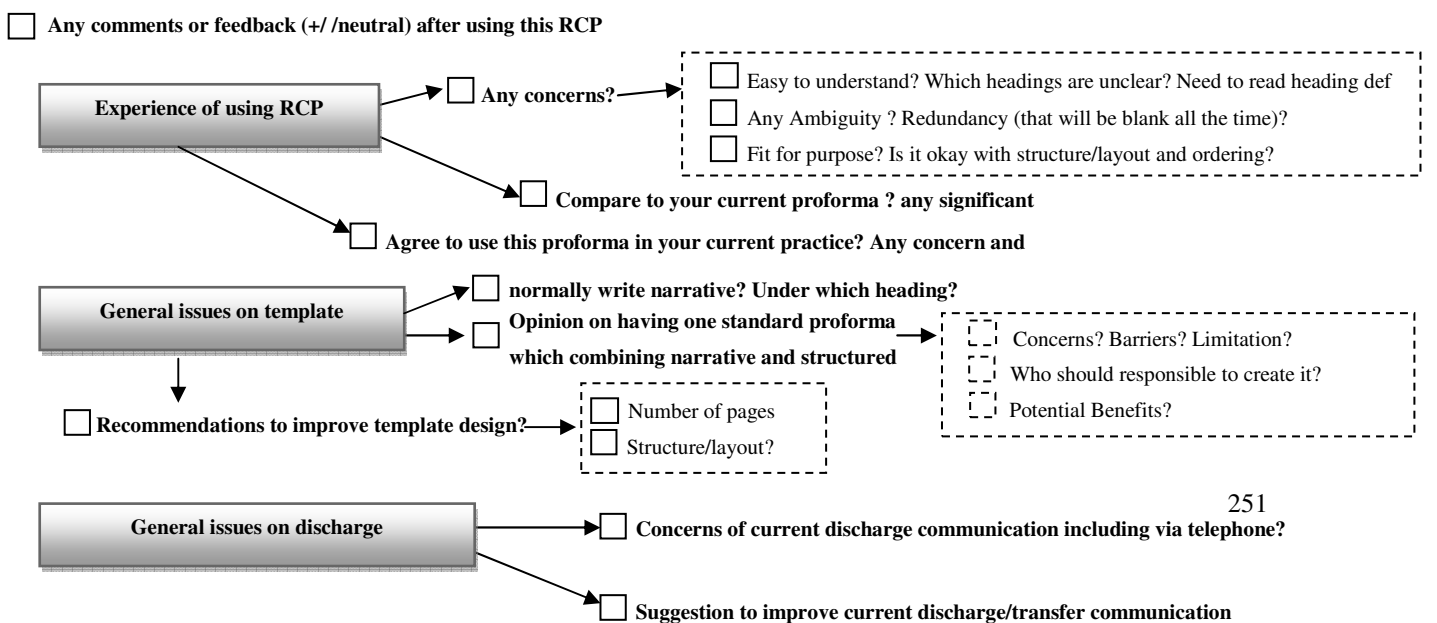 Any comments or feedback (+/ /neutral) after using this RCP
Experience of using RCP
Any concerns?
Easy to understand? Which headings are unclear? Need to read heading def
Any Ambiguity ? Redundancy (that will be blank all the time)?
Fit for purpose? Is it okay with structure/layout and ordering?
Compare to your current proforma ? any significant
Agree to use this proforma in your current practice? Any concern and
General issues on template
normally write narrative? Under which heading?
Opinion on having one standard proforma
which combining narrative and structured
Concerns? Barriers? Limitation?
Who should responsible to create it?
Potential Benefits?
Recommendations to improve template design?
Number of pages
Structure/layout?
251
General issues on discharge
Concerns of current discharge communication including via telephone?
Suggestion to improve current discharge/transfer communication